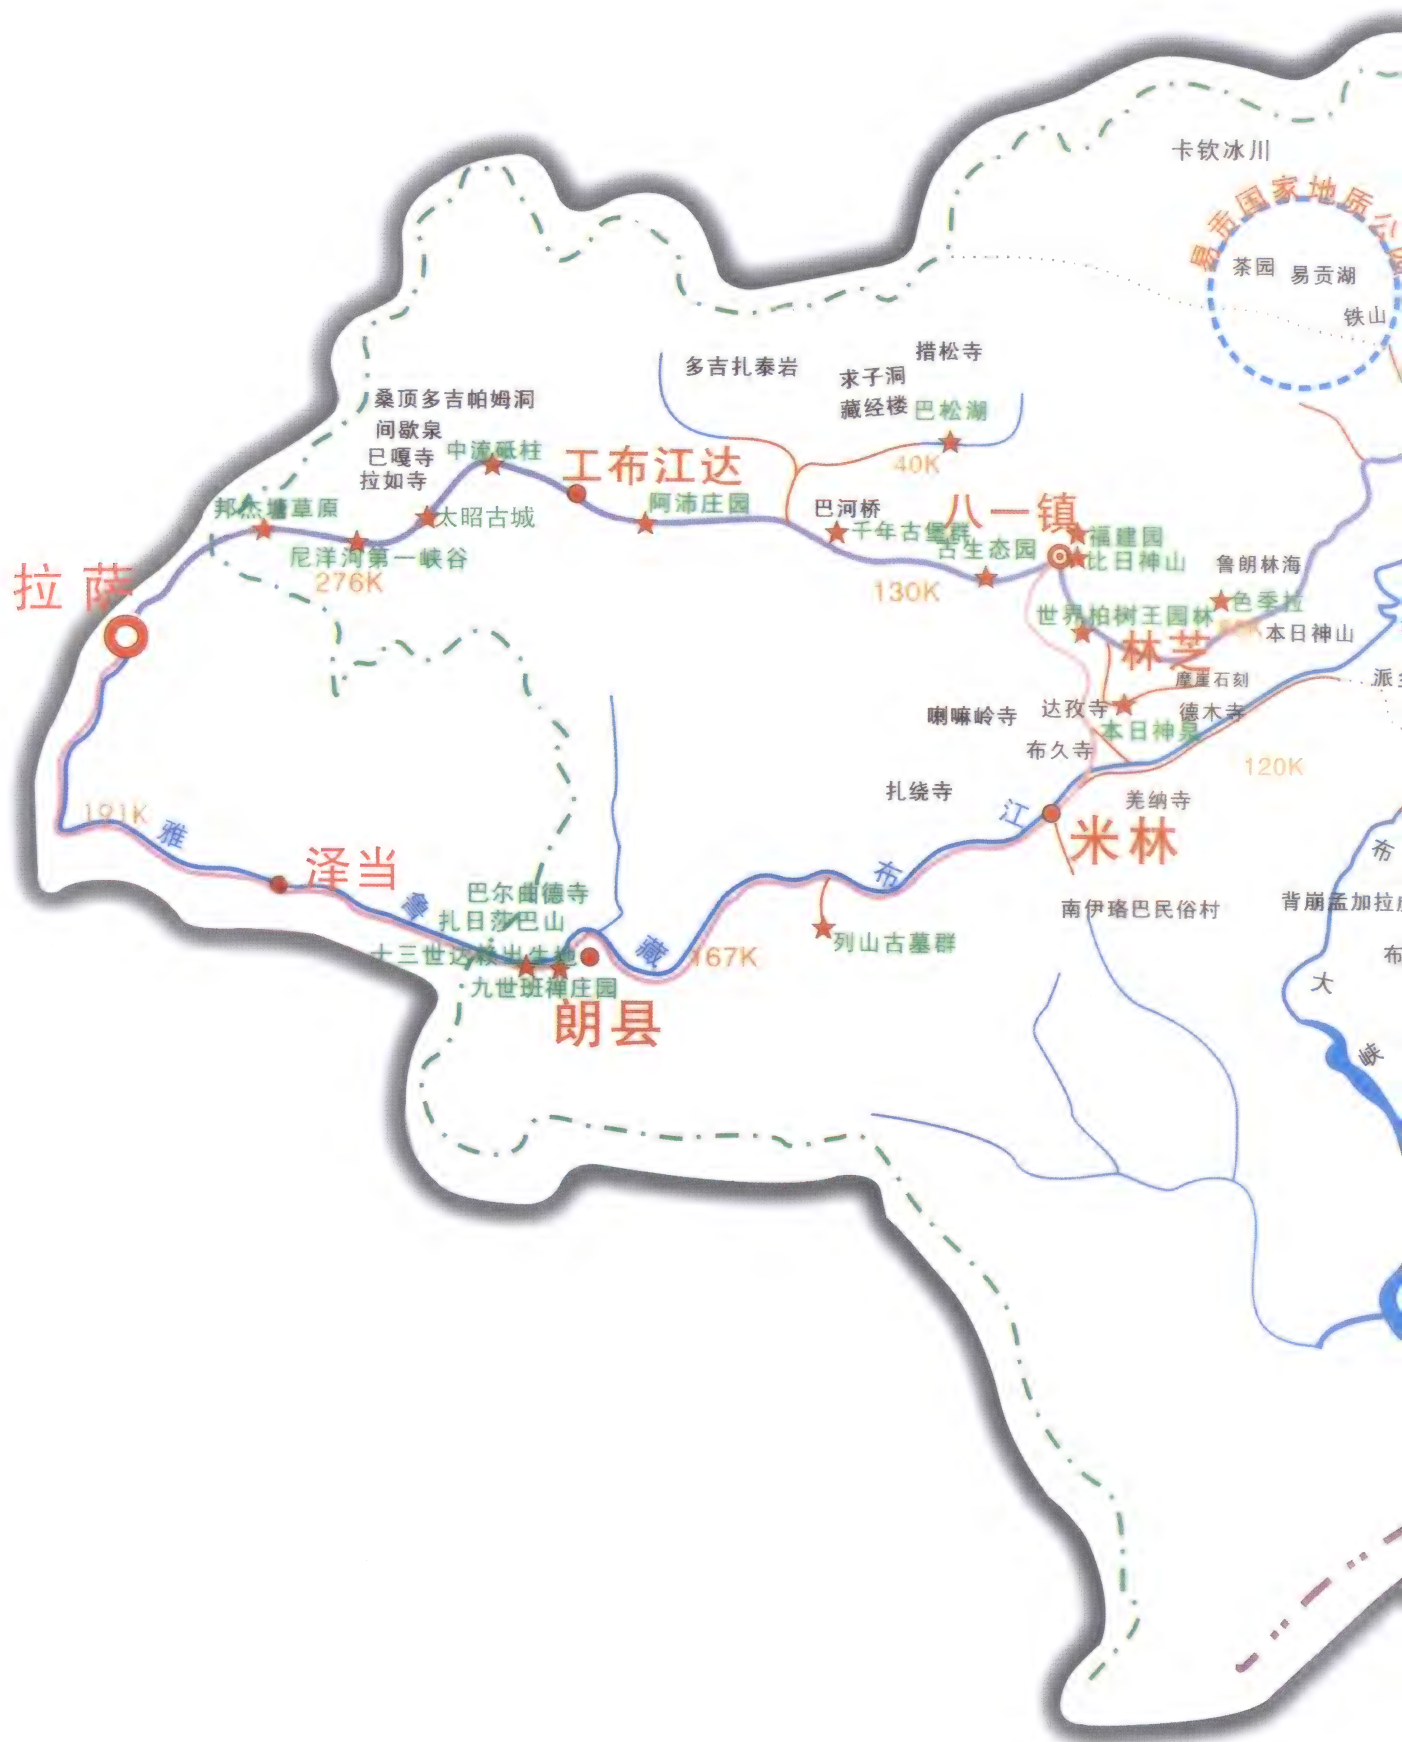 卡钦冰川
易贡国家地质公园
茶园
易贡湖
铁山
措松寺
多吉扎泰岩
求子洞
藏经楼
巴松湖
桑顶多吉帕姆洞
间歇泉
巴嘎寺
拉如寺
中流砥柱
工布江达
40K
邦杰塘草原
太昭古城
阿沛庄园
巴河桥
八一镇
千年古堡群
古生态园
福建园
比日神山
尼洋河第一峡谷
276K
鲁朗林海
拉萨
130K
世界柏树王园林
色季拉
本日神山
林芝
摩崖石刻
喇嘛岭寺
达孜寺
德木寺
本日神泉
布久寺
120K
扎绕寺
羌纳寺
191K
雅
鲁
藏
布
江
米林
泽当
巴尔曲德寺
扎日莎巴山
十三世达赖出生地
九世班禅庄园
朗县
167K
列山古墓群
南伊珞巴民俗村
背崩孟加拉
布
布
大
峡
派